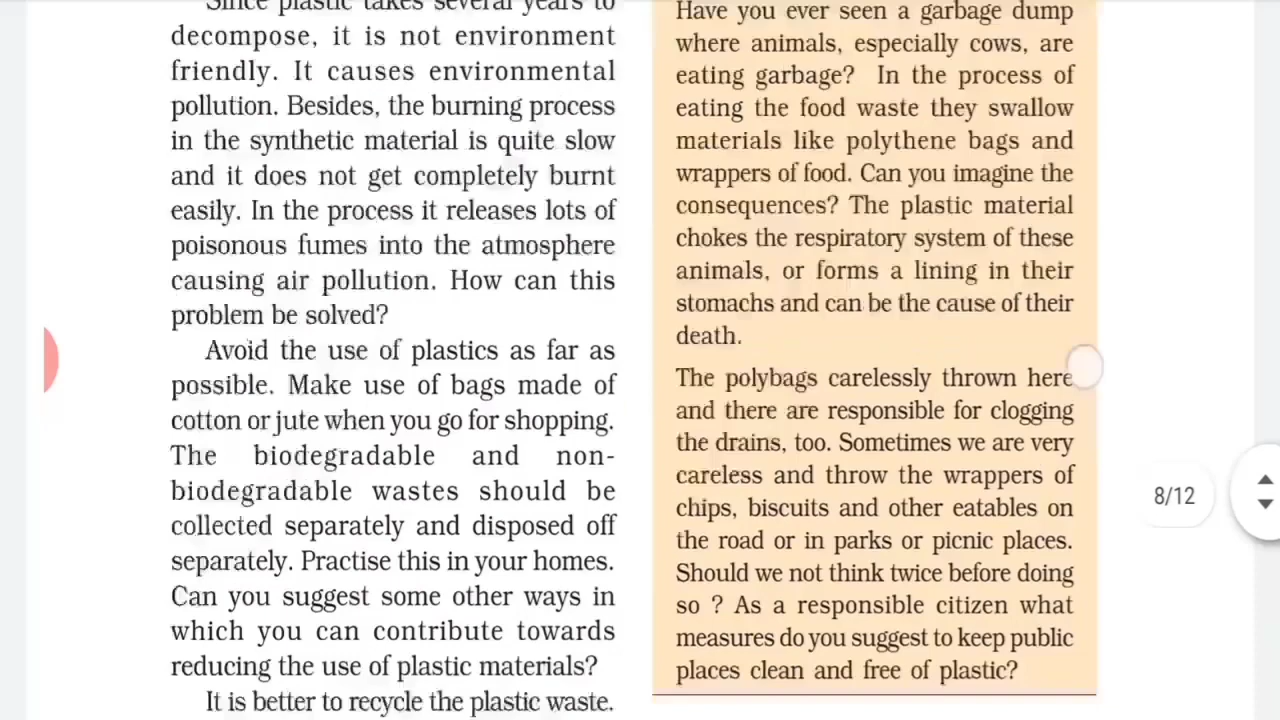 Since plastic takes several years to
decompose, it is not environment
friendly. It causes environmental
pollution. Besides, the burning process
in the synthetic material is quite slow
and it does not get completely burnt
easily. In the process it releases lots of
poisonous fumes into the atmosphere
causing air pollution. How can this
problem be solved?
Avoid the use of plastics as far as
possible. Make use of bags made of
cotton or jute when you go for shopping.
The biodegradable and non-
biodegradable wastes should be
collected separately and disposed off
separately. Practise this in your homes.
Can you suggest some other ways in
which you can contribute towards
reducing the use of plastic materials?
It is better to recycle the plastic waste.
Have you ever seen a garbage dump
where animals, especially cows, are
eating garbage? In the process of
eating the food waste they swallow
materials like polythene bags and
wrappers of food. Can you imagine the
consequences? The plastic material
chokes the respiratory system of these
animals, or forms a lining in their
stomachs and can be the cause of their
death.
The polybags carelessly thrown here
and there are responsible for clogging
the drains, too. Sometimes we are very
careless and throw the wrappers of
chips, biscuits and other eatables on
the road or in parks or picnic places.
Should we not think twice before doing
so ? As a responsible citizen what
measures do you suggest to keep public
places clean and free of plastic?
8/12